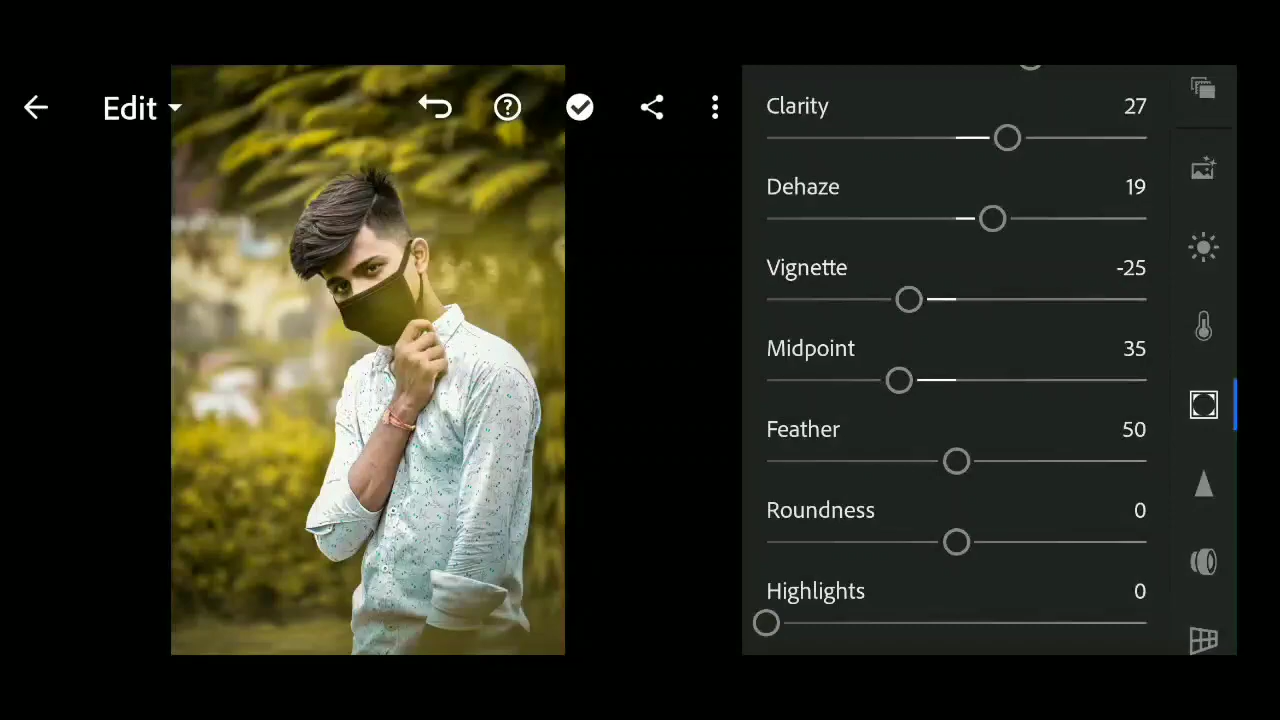 Edit
Clarity 27
Dehaze 19
Vignette -25
Midpoint 35
Feather 50
Roundness 0
Highlights 0